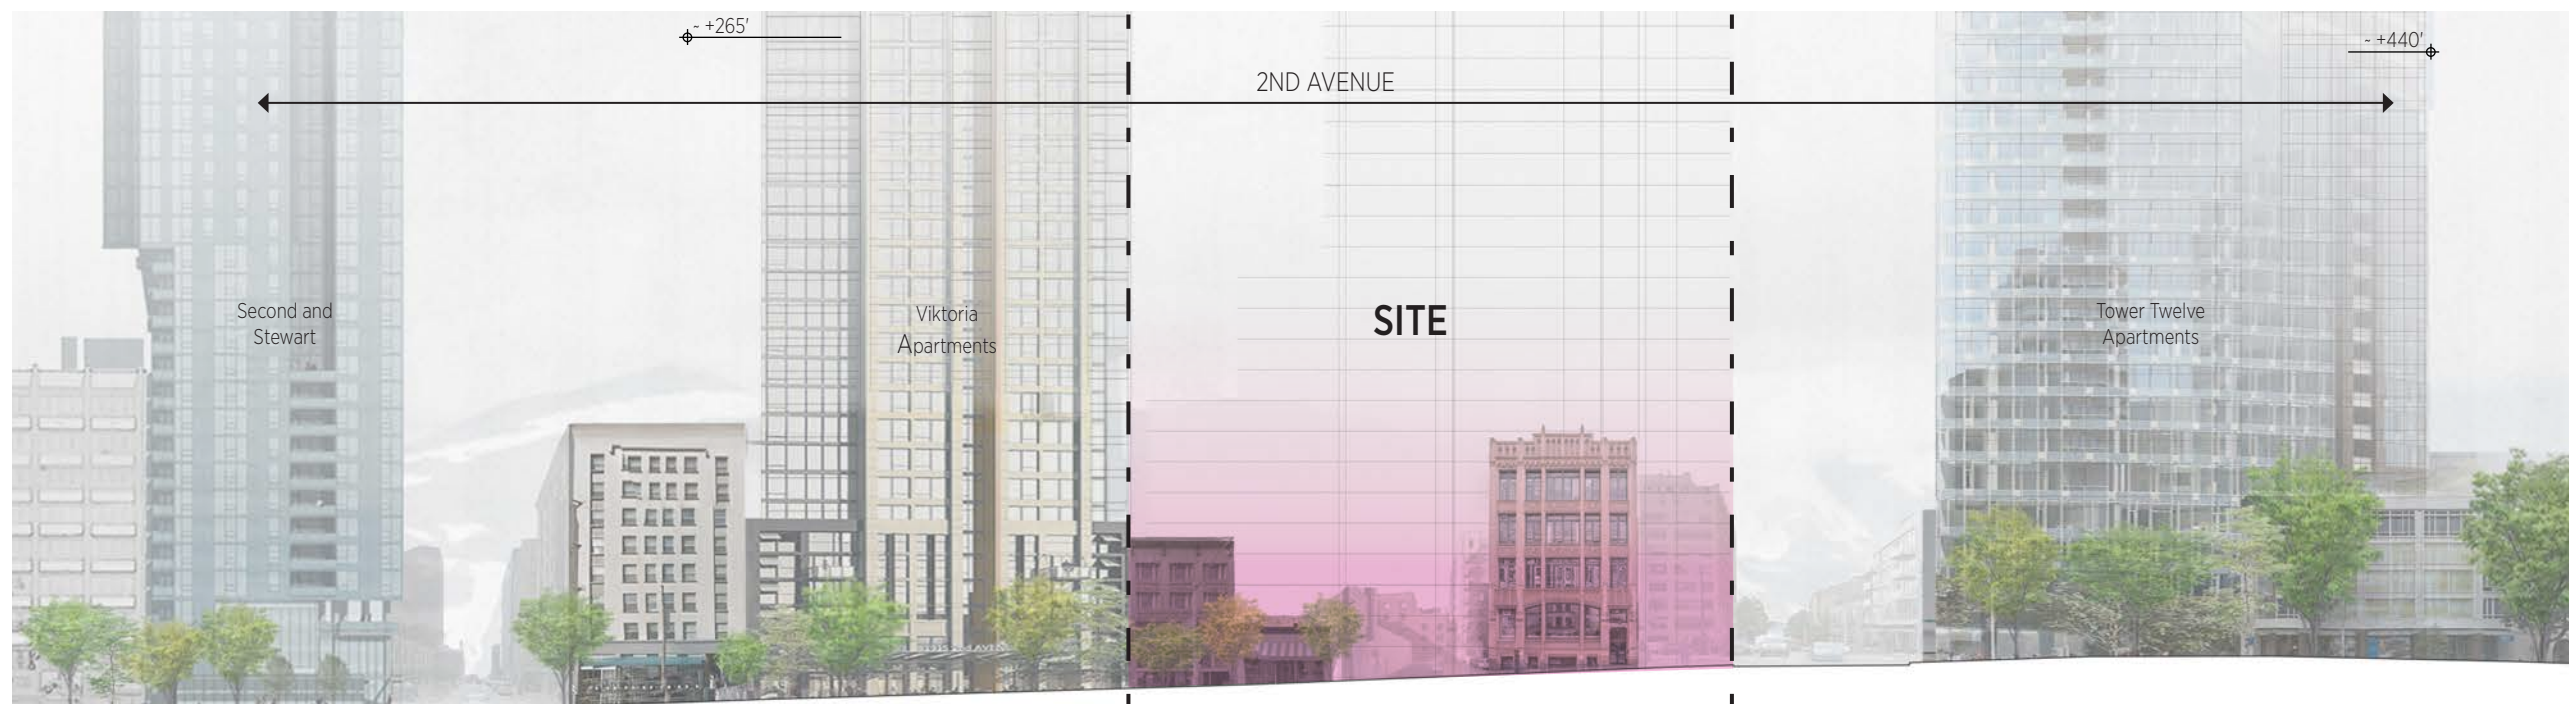 ~ +265'
~ +440'
2ND AVENUE
Second and
Stewart
Viktoria
Apartments
SITE
Tower Twelve
Apartments